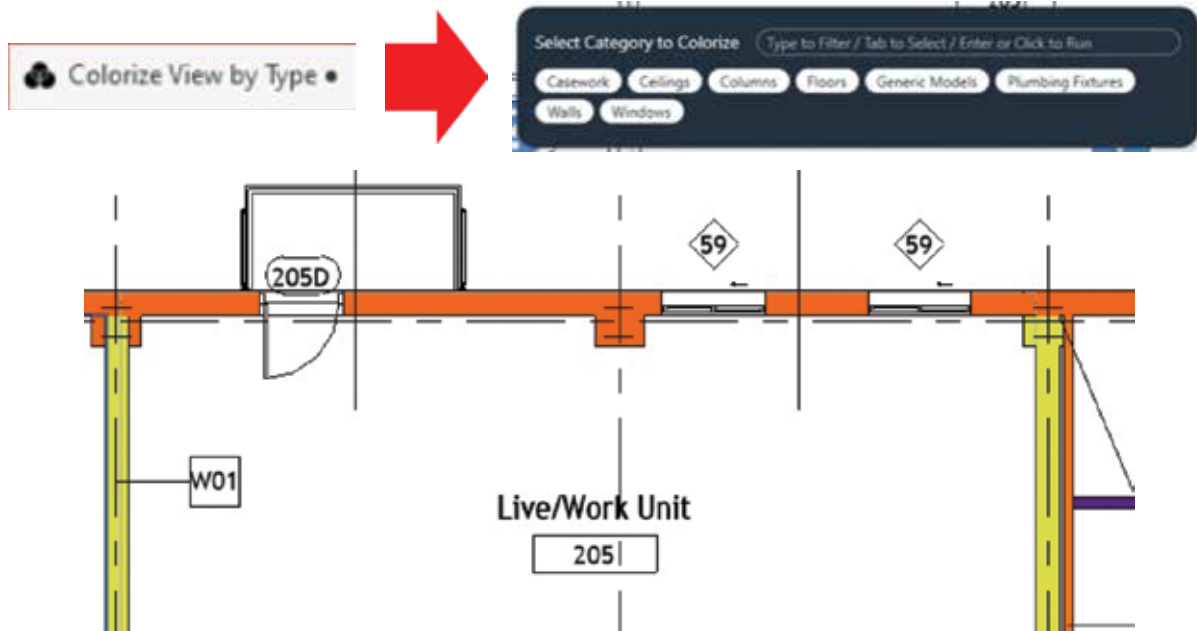 Colorize View by Type •
Select Category to Colorize Type to Filter / Tab to Select / Enter or Click to Run
Casework Ceilings Columns Floors Generic Models Plumbing Fixtures
Walls Windows
59 59
205D
W01
Live/Work Unit
205